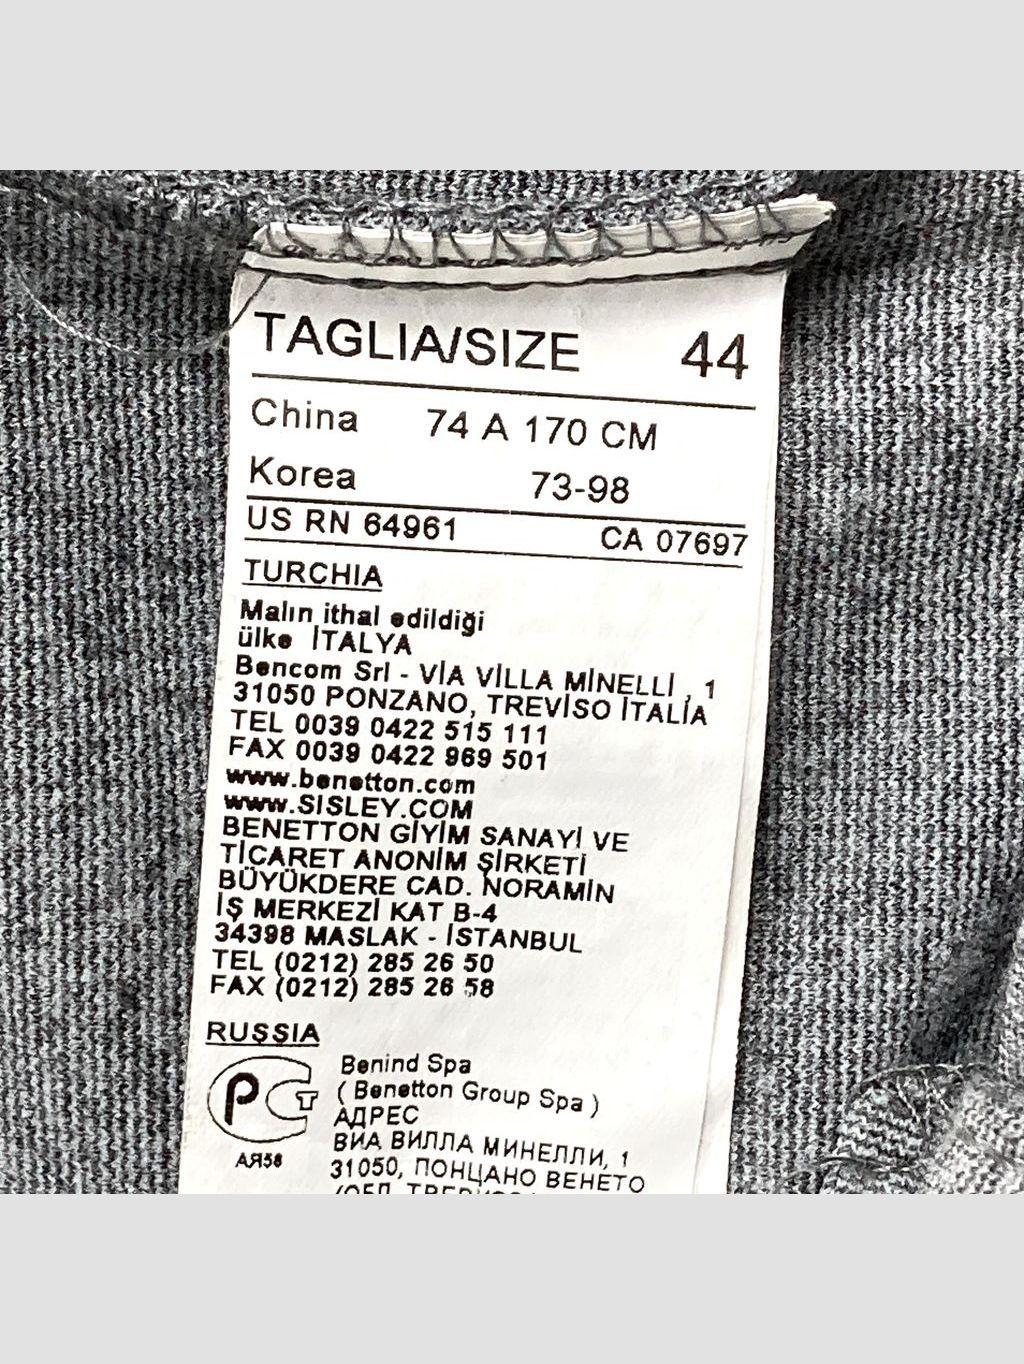 TAGLIA/SIZE 44
China 74 A 170 CM
Korea 73-98
US RN 64961 CA 07697
TURCHIA
Malın ithal edildiği
ülke İTALYA
Bencom Srl - VİA VİLLA MİNELLİ , 1
31050 PONZANO, TREVİSO İTALİA
TEL 0039 0422 515 111
FAX 0039 0422 969 501
www.benetton.com
www.SISLEY.COM
BENETTON GİYİM SANAYİ VE
TİCARET ANONİM ŞİRKETİ
BÜYÜKDERE CAD. NORAMİN
İŞ MERKEZİ KAT B-4
34398 MASLAK - İSTANBUL
TEL (0212) 285 26 50
FAX (0212) 285 26 58
RUSSIA
РСТ
АЯ56
Benind Spa
( Benetton Group Spa )
АДРЕС
ВИА ВИЛЛА МИНЕЛЛИ, 1
31050, ПОНЦАНО ВЕНЕТО